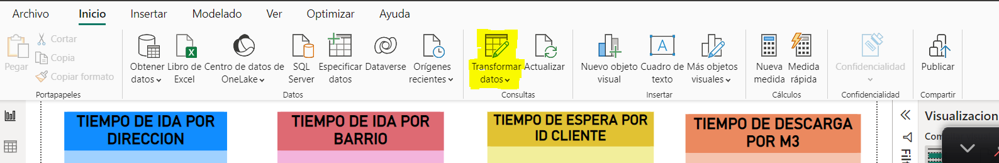 Archivo Inicio Insertar Modelado Ver Optimizar Ayuda
Pegar
Cortar
Copia
Copiar formato
Portapapeles
Obtener
datos
Libro de
Excel
Centro de datos de
OneLake
SQL
Server
Especificar
datos
Dataverse
Orígenes
recientes
Datos
Transformar
datos
Actualizar
Consultas
Nuevo objeto
visual
A
Cuadro de
texto
Más objetos
visuales
Insertar
Nueva
medida
Medida
rápida
Cálculos
Confidencialidad
Confidencialidad
Publicar
Compartir
TIEMPO DE IDA POR
DIRECCION
TIEMPO DE IDA POR
BARRIO
TIEMPO DE ESPERA POR
ID CLIENTE
TIEMPO DE DESCARGA
POR M3
Visualizacion
Com
Filt